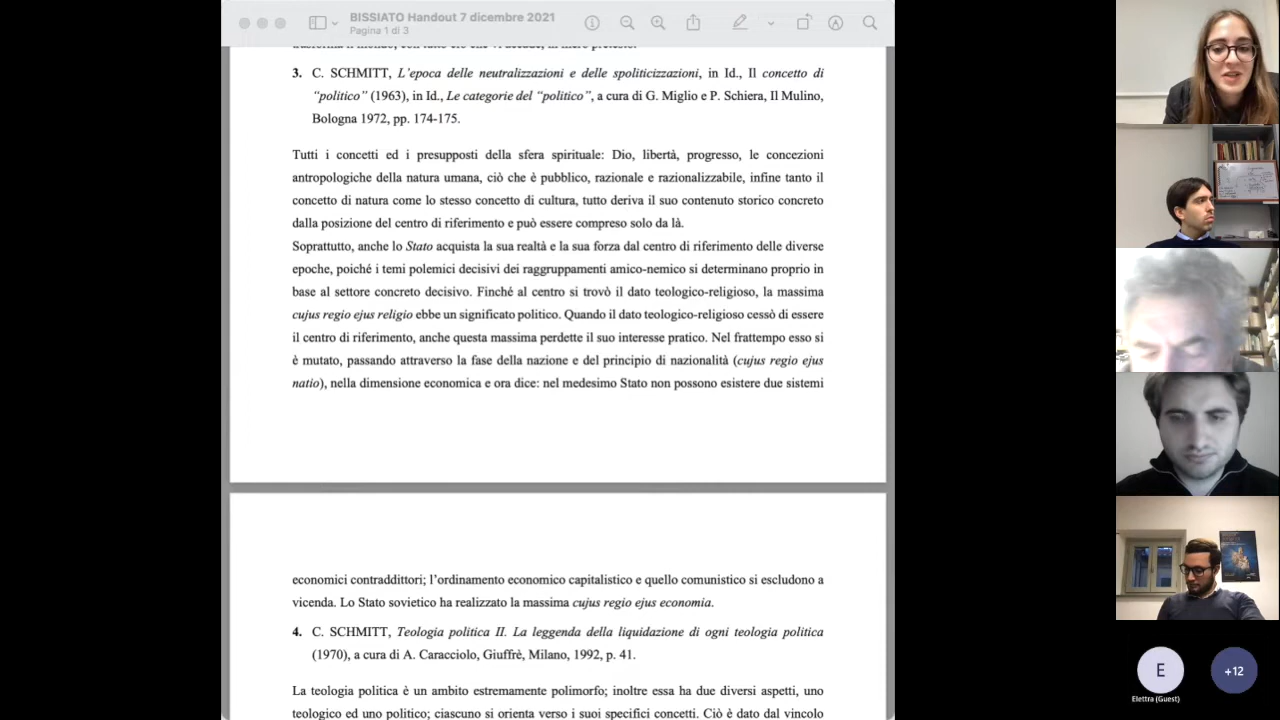 BISSIATO Handout 7 dicembre 2021
Pagina 1 di 3
trasforma il mondo, con tutto ciò che vi accade, in mero pretesto.
3. C. SCHMITT, L'epoca delle neutralizzazioni e delle spoliticizzazioni, in Id., Il concetto di
“politico” (1963), in Id., Le categorie del “politico”, a cura di G. Miglio e P. Schiera, Il Mulino,
Bologna 1972, pp. 174-175.
Tutti i concetti ed i presupposti della sfera spirituale: Dio, libertà, progresso, le concezioni
antropologiche della natura umana, ciò che è pubblico, razionale e razionalizzabile, infine tanto il
concetto di natura come lo stesso concetto di cultura, tutto deriva il suo contenuto storico concreto
dalla posizione del centro di riferimento e può essere compreso solo da là.
Soprattutto, anche lo Stato acquista la sua realtà e la sua forza dal centro di riferimento delle diverse
epoche, poiché i temi polemici decisivi dei raggruppamenti amico-nemico si determinano proprio in
base al settore concreto decisivo. Finché al centro si trovò il dato teologico-religioso, la massima
cujus regio ejus religio ebbe un significato politico. Quando il dato teologico-religioso cessò di essere
il centro di riferimento, anche questa massima perdette il suo interesse pratico. Nel frattempo esso si
è mutato, passando attraverso la fase della nazione e del principio di nazionalità (cujus regio ejus
natio), nella dimensione economica e ora dice: nel medesimo Stato non possono esistere due sistemi
economici contraddittori; l'ordinamento economico capitalistico e quello comunistico si escludono a
vicenda. Lo Stato sovietico ha realizzato la massima cujus regio ejus economia.
4. C. SCHMITT, Teologia politica II. La leggenda della liquidazione di ogni teologia politica
(1970), a cura di A. Caracciolo, Giuffrè, Milano, 1992, p. 41.
La teologia politica è un ambito estremamente polimorfo; inoltre essa ha due diversi aspetti, uno
teologico ed uno politico; ciascuno si orienta verso i suoi specifici concetti. Ciò è dato dal vincolo
E
+12
Elettra (Guest)